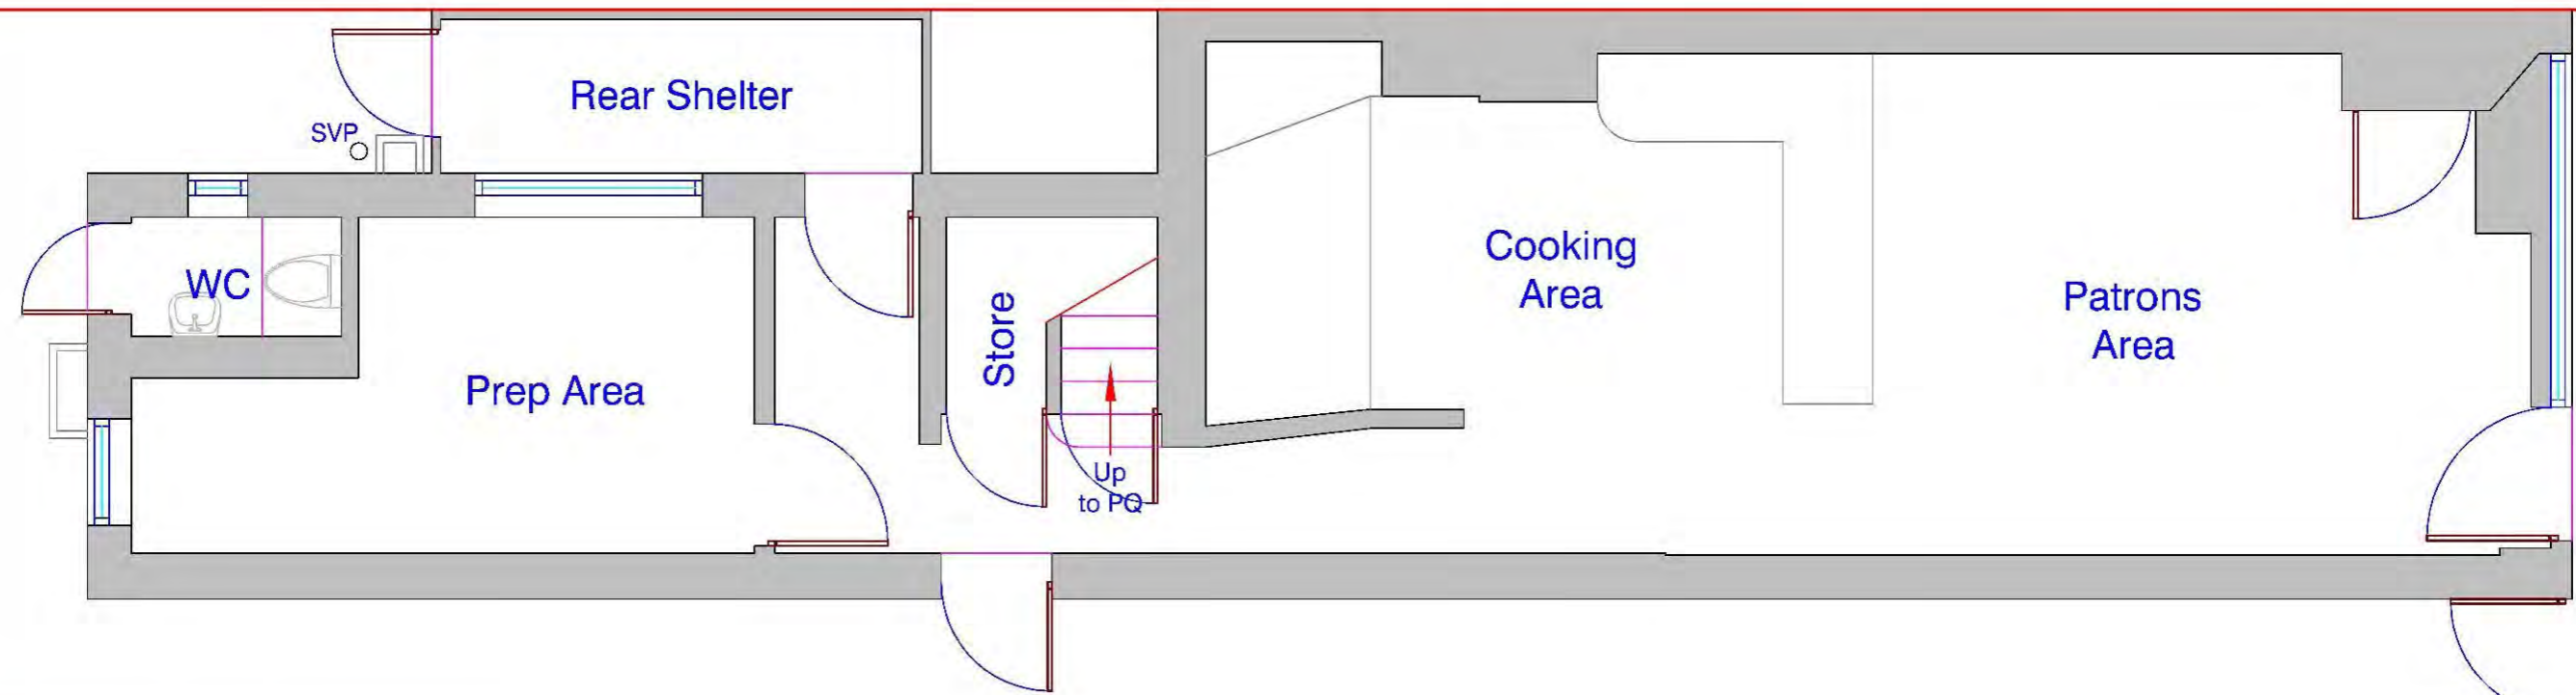 Rear Shelter
SVP
WC
Prep Area
Store
Up
to PQ
Cooking
Area
Patrons
Area